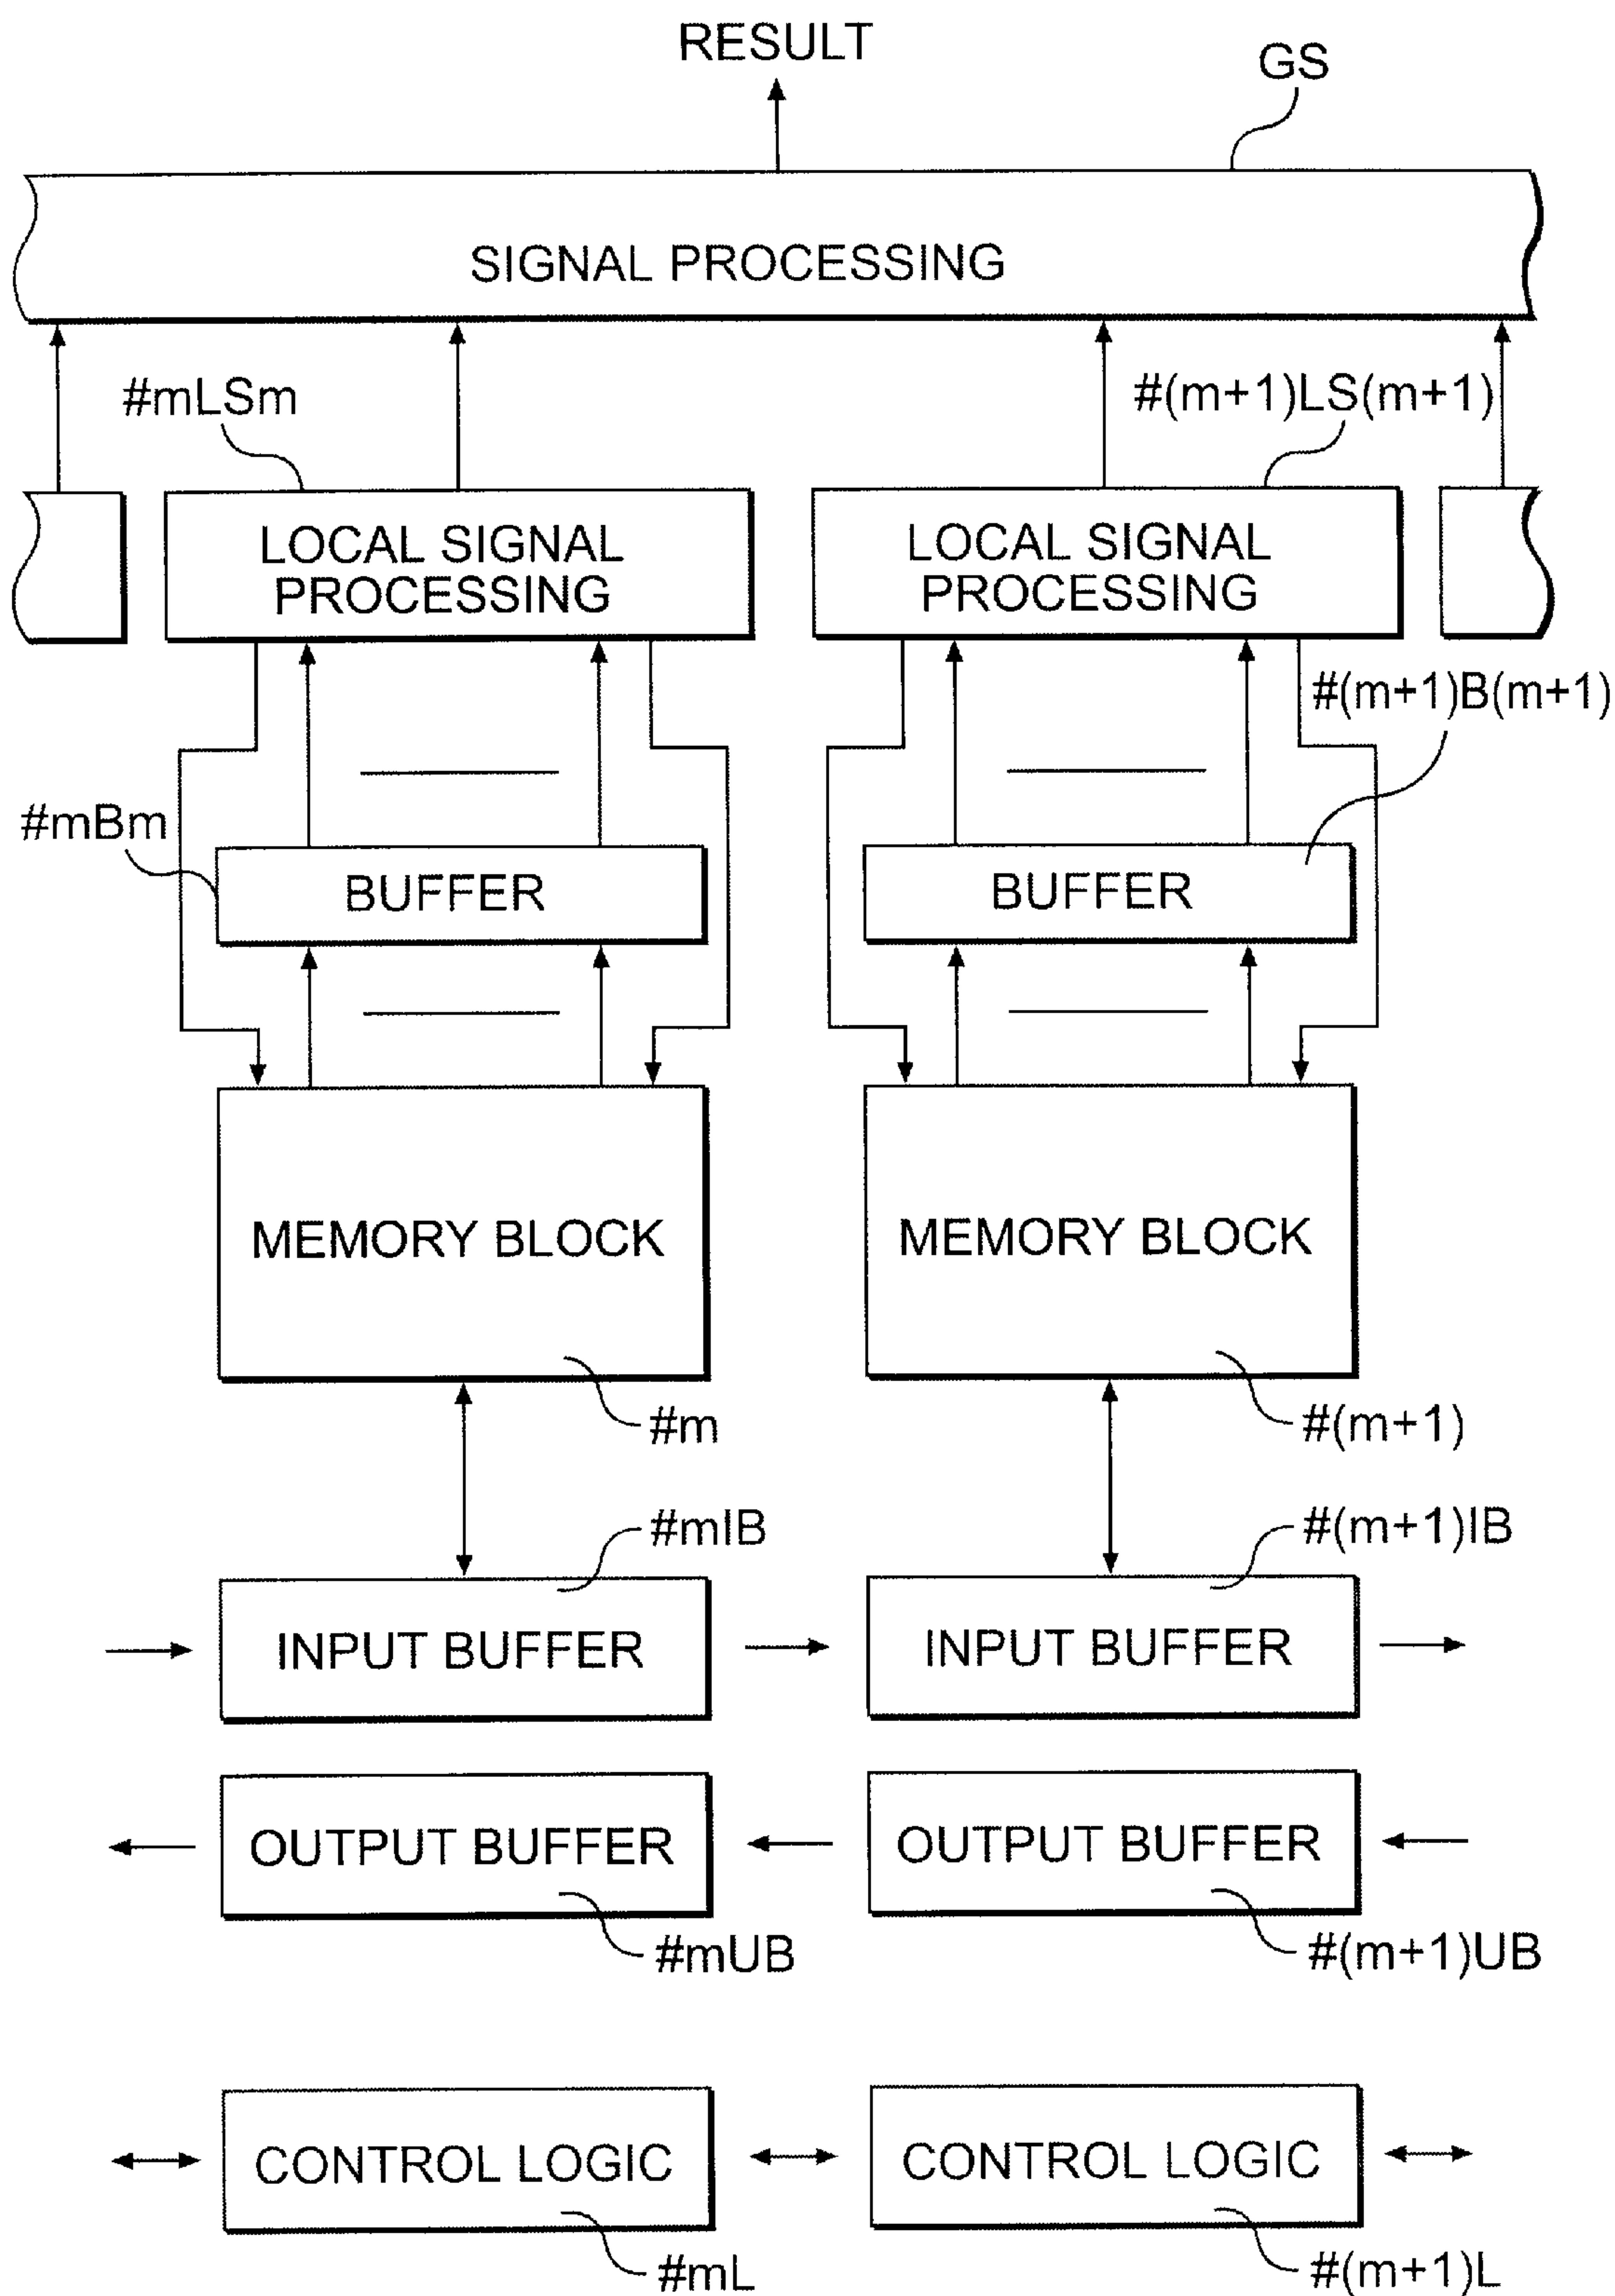 RESULT
GS
SIGNAL PROCESSING
#mLSm
#(m+1)LS(m+1)
LOCAL SIGNAL
PROCESSING
LOCAL SIGNAL
PROCESSING
#(m+1)B(m+1)
#mBm
BUFFER
BUFFER
MEMORY BLOCK
MEMORY BLOCK
#m
#(m+1)
#mIB
#(m+1)IB
INPUT BUFFER
INPUT BUFFER
OUTPUT BUFFER
OUTPUT BUFFER
#mUB
#(m+1)UB
CONTROL LOGIC
CONTROL LOGIC
#mL
#(m+1)L